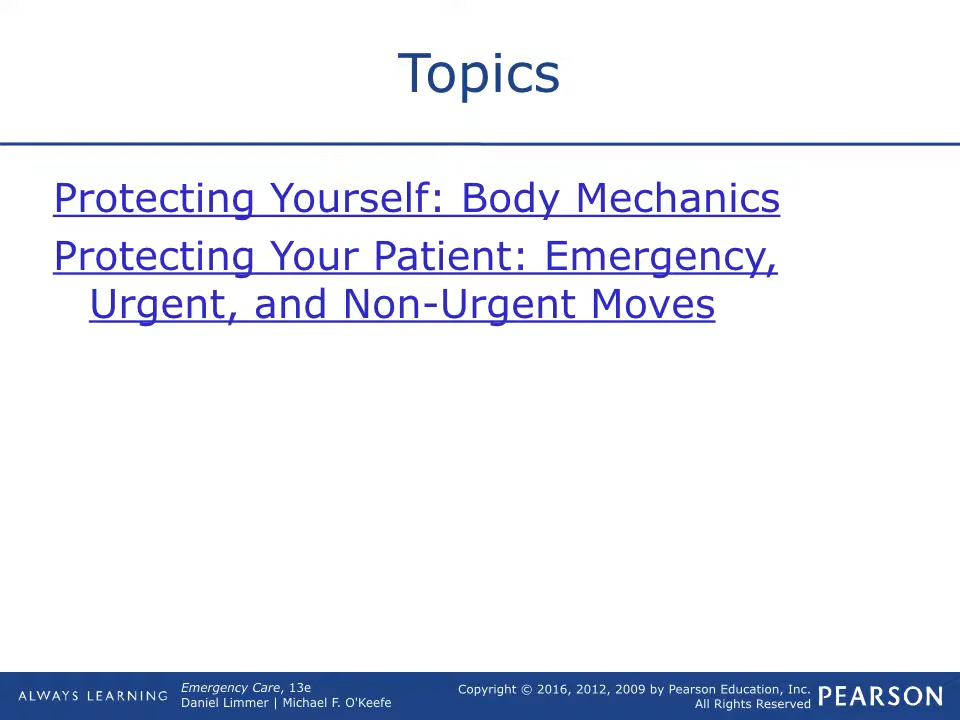 Topics
Protecting Yourself: Body Mechanics
Protecting Your Patient: Emergency,
Urgent, and Non-Urgent Moves
ALWAYS LEARNING
Emergency Care, 13e
Daniel Limmer | Michael F. O'Keefe
Copyright © 2016, 2012, 2009 by Pearson Education, Inc.
All Rights Reserved
PEARSON